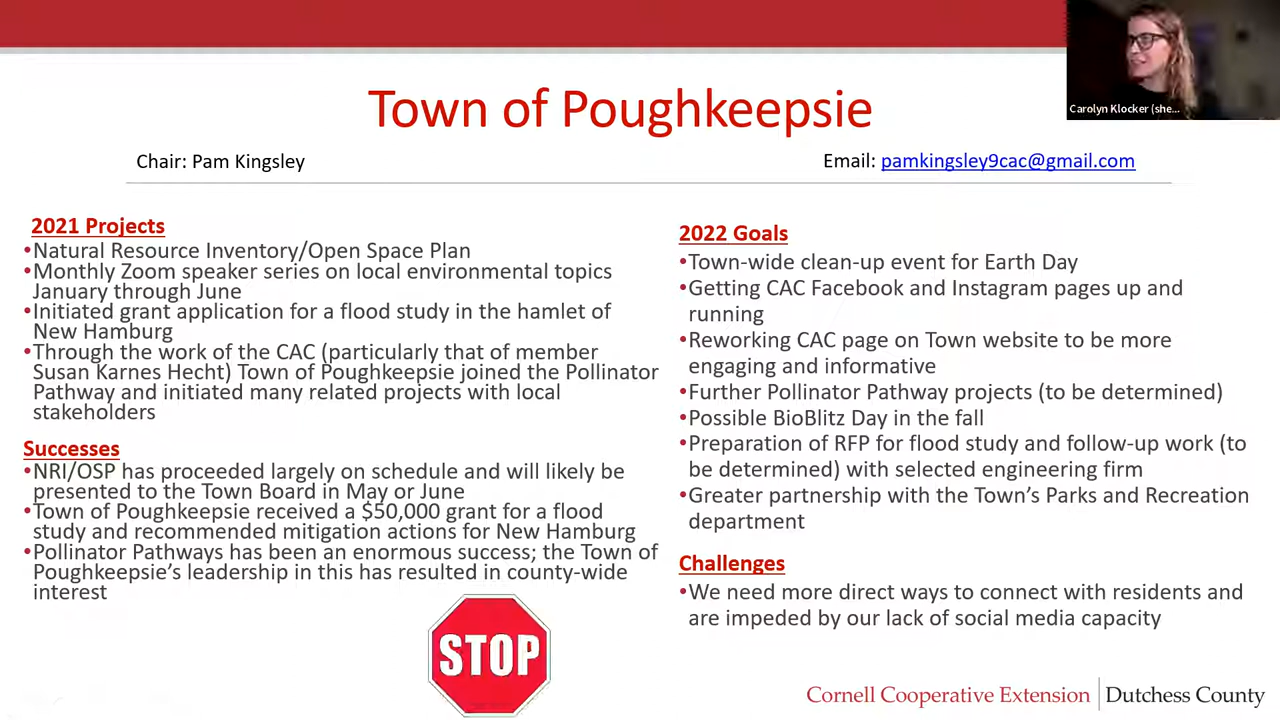 Carolyn Klocker (she...
Town of Poughkeepsie
Chair: Pam Kingsley
Email: pamkingsley9cac@gmail.com
2021 Projects
•Natural Resource Inventory/Open Space Plan
•Monthly Zoom speaker series on local environmental topics
January through June
•Initiated grant application for a flood study in the hamlet of
New Hamburg
•Through the work of the CAC (particularly that of member
Susan Karnes Hecht) Town of Poughkeepsie joined the Pollinator
Pathway and initiated many related projects with local
stakeholders
Successes
•NRI/OSP has proceeded largely on schedule and will likely be
presented to the Town Board in May or June
•Town of Poughkeepsie received a $50,000 grant for a flood
study and recommended mitigation actions for New Hamburg
•Pollinator Pathways has been an enormous success; the Town of
Poughkeepsie's leadership in this has resulted in county-wide
interest
STOP
2022 Goals
•Town-wide clean-up event for Earth Day
•Getting CAC Facebook and Instagram pages up and
running
•Reworking CAC page on Town website to be more
engaging and informative
•Further Pollinator Pathway projects (to be determined)
•Possible BioBlitz Day in the fall
•Preparation of RFP for flood study and follow-up work (to
be determined) with selected engineering firm
•Greater partnership with the Town's Parks and Recreation
department
Challenges
•We need more direct ways to connect with residents and
are impeded by our lack of social media capacity
Cornell Cooperative Extension | Dutchess County